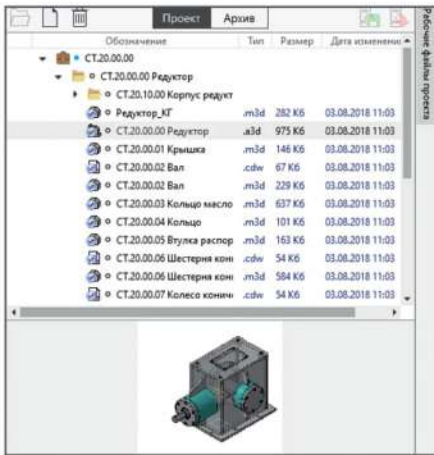 Проект Архив
Обозначение Тип Размер Дата изменени
СТ.20.00.00
СТ.20.00.00 Редуктор
СТ.20.10.00 Корпус редукт
Редуктор_КГ .m3d 282 Кб 03.08.2018 11:03
СТ.20.00.00 Редуктор .a3d 975 Кб 03.08.2018 11:03
СТ.20.00.01 Крышка .m3d 146 Кб 03.08.2018 11:03
СТ.20.00.02 Вал .cdw 67 Кб 03.08.2018 11:03
СТ.20.00.02 Вал .m3d 229 Кб 03.08.2018 11:03
СТ.20.00.03 Кольцо масло .m3d 637 Кб 03.08.2018 11:03
СТ.20.00.04 Кольцо .m3d 101 Кб 03.08.2018 11:03
СТ.20.00.05 Втулка распор .m3d 163 Кб 03.08.2018 11:03
СТ.20.00.06 Шестерня кони .cdw 54 Кб 03.08.2018 11:03
СТ.20.00.06 Шестерня кони .m3d 584 Кб 03.08.2018 11:03
СТ.20.00.07 Колесо кониче .cdw 54 Кб 03.08.2018 11:03
Рабочие файлы проекта